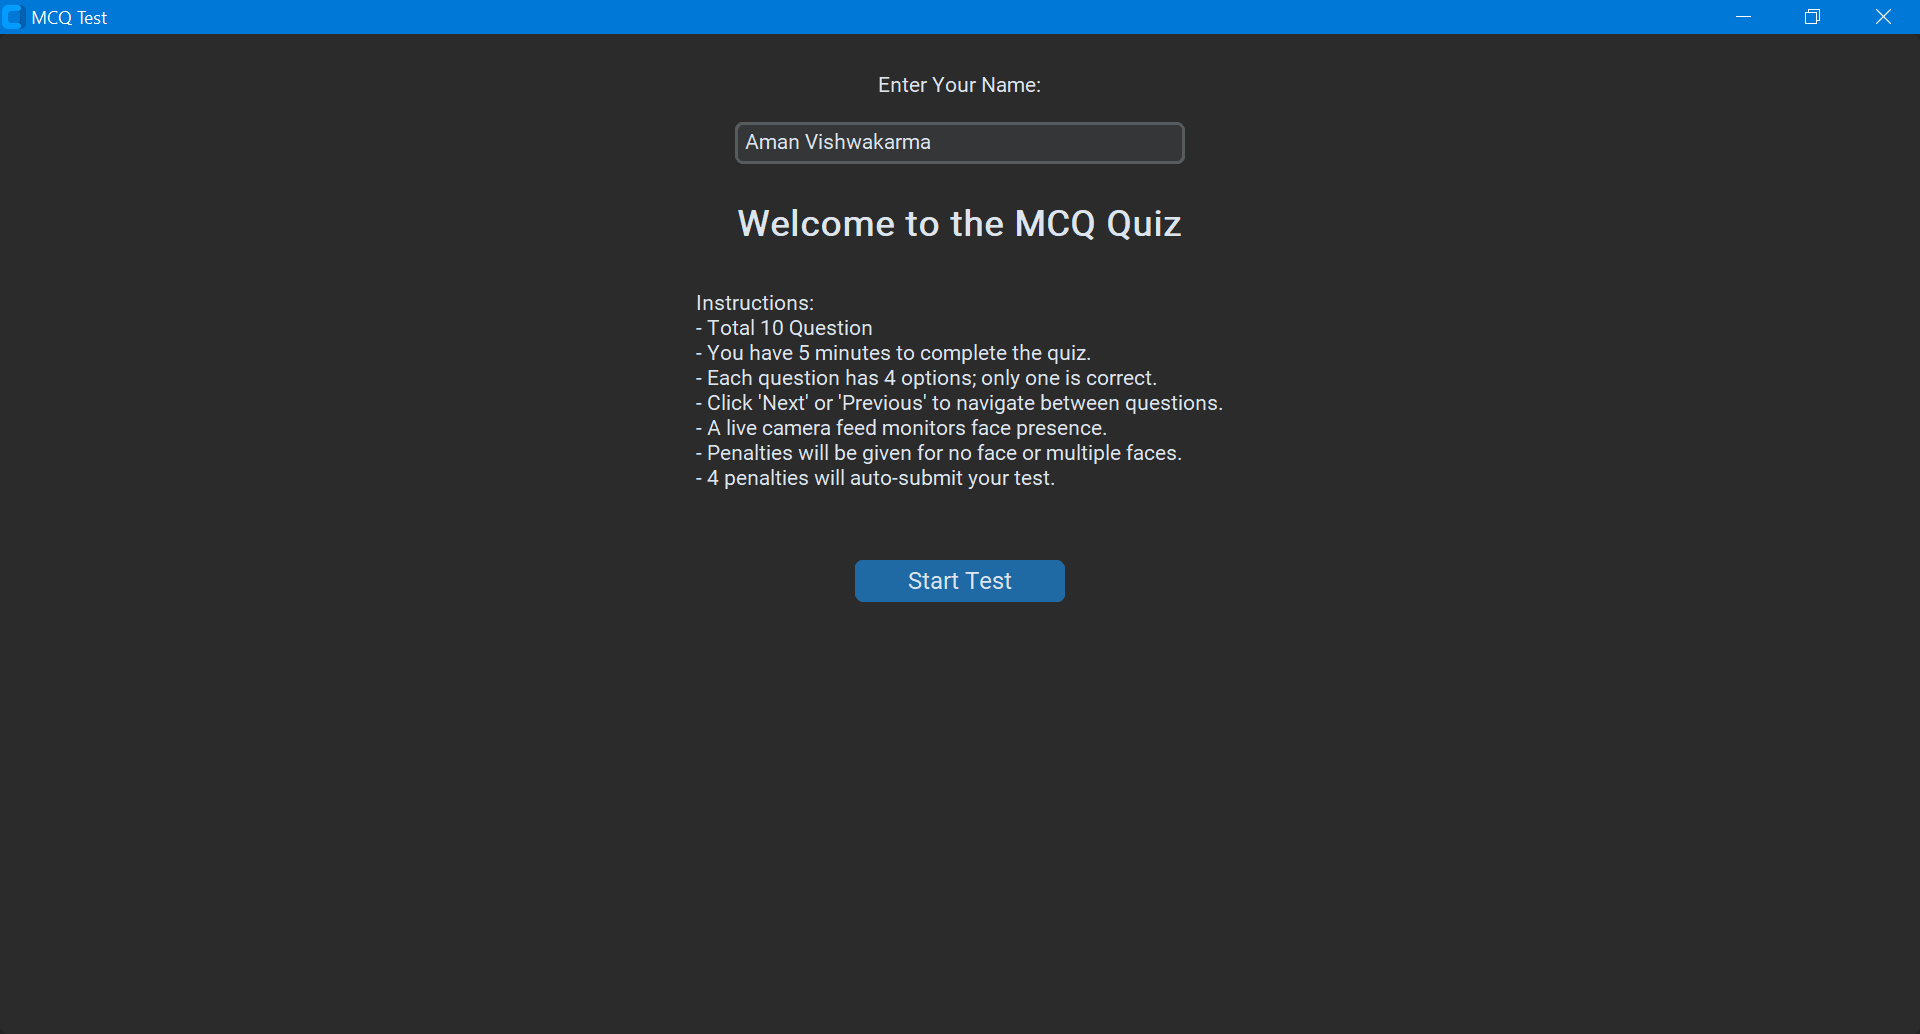 MCQ Test
Enter Your Name:
Aman Vishwakarma
Welcome to the MCQ Quiz
Instructions:
- Total 10 Question
- You have 5 minutes to complete the quiz.
- Each question has 4 options; only one is correct.
- Click 'Next' or 'Previous' to navigate between questions.
- A live camera feed monitors face presence.
- Penalties will be given for no face or multiple faces.
- 4 penalties will auto-submit your test.
Start Test